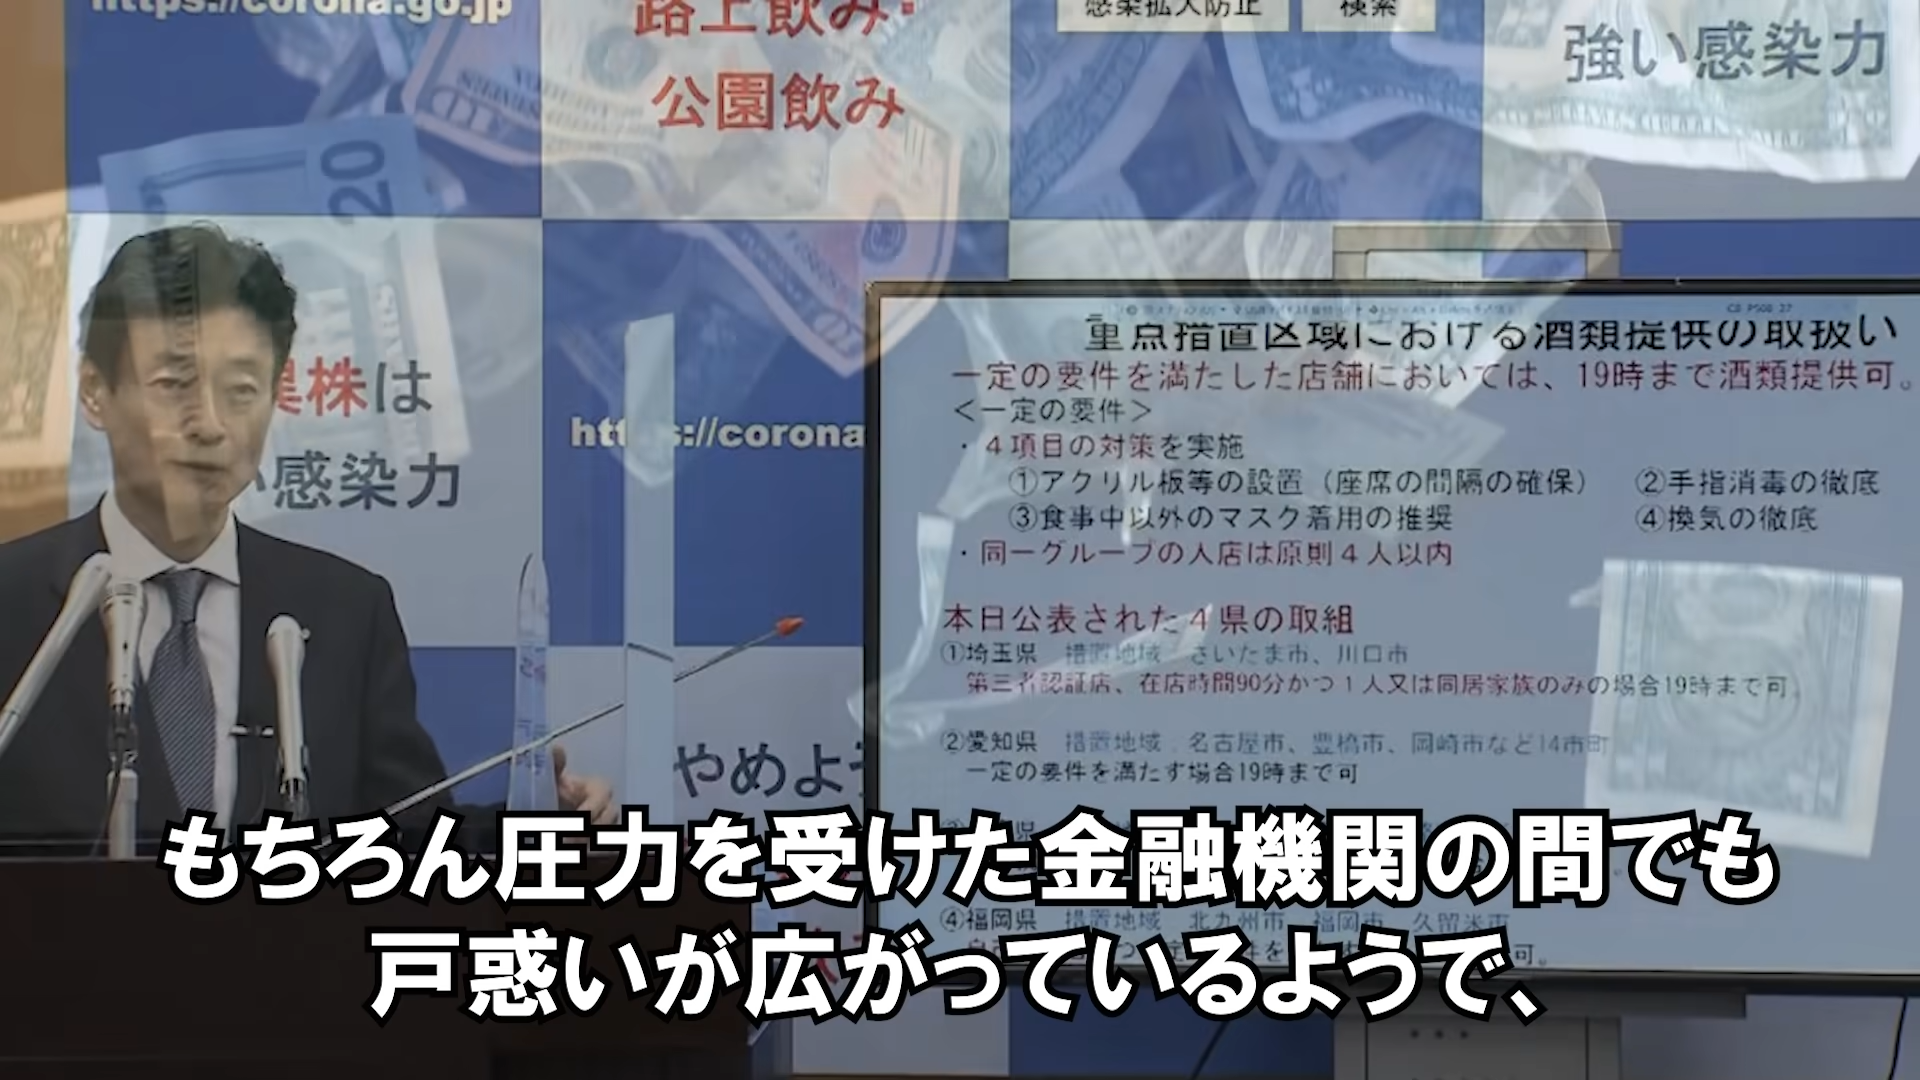 https://corona.go.jp
路上飲み・
公園飲み
感染拡大防止 検索
強い感染力
株は
い感染力
https://corona
やめよう
重点措置区域における酒類提供の取扱い
一定の要件を満たした店舗においては、19時まで酒類提供可。
＜一定の要件＞
・４項目の対策を実施
①アクリル板等の設置（座席の間隔の確保） ②手指消毒の徹底
③食事中以外のマスク着用の推奨 ④換気の徹底
・同一グループの入店は原則４人以内
本日公表された４県の取組
①埼玉県 措置地域：さいたま市、川口市
第三者認証店、在店時間90分かつ１人又は同居家族のみの場合19時まで可。
②愛知県 措置地域：名古屋市、豊橋市、岡崎市など14市町
一定の要件を満たす場合19時まで可
④福岡県 措置地域 北九州市、福岡市、久留米市
もちろん圧力を受けた金融機関の間でも
戸惑いが広がっているようで、